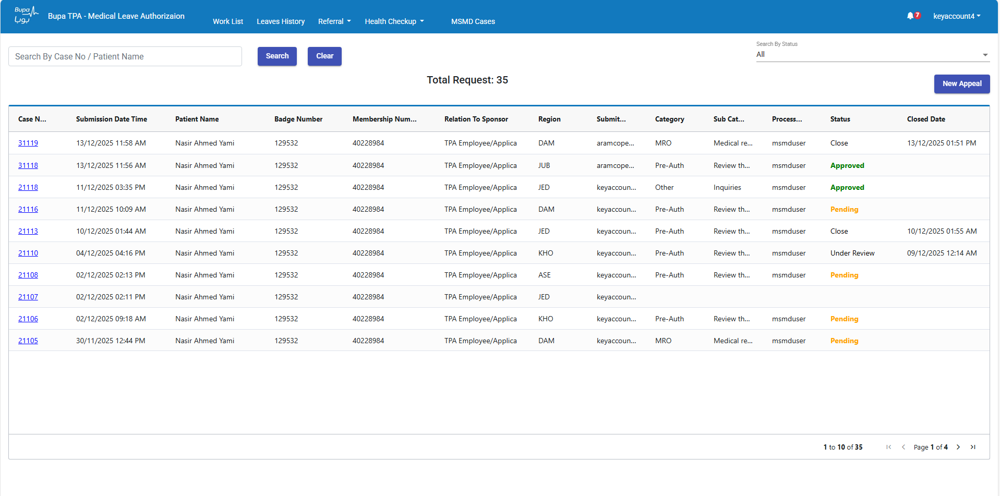 Bupa
بوبا
Bupa TPA - Medical Leave Authorizaion
Work List Leaves History Referral Health Checkup MSMD Cases
7 keyaccount4
Search By Case No / Patient Name Search Clear
Search By Status
All
Total Request: 35
New Appeal
Case N... Submission Date Time Patient Name Badge Number Membership Num... Relation To Sponsor Region Submit... Category Sub Cat... Process... Status Closed Date
31119 13/12/2025 11:58 AM Nasir Ahmed Yami 129532 40228984 TPA Employee/Applica DAM aramcope... MRO Medical re... msmduser Close 13/12/2025 01:51 PM
31118 13/12/2025 11:56 AM Nasir Ahmed Yami 129532 40228984 TPA Employee/Applica JUB aramcope... Pre-Auth Review th... msmduser Approved
21118 11/12/2025 03:35 PM Nasir Ahmed Yami 129532 40228984 TPA Employee/Applica JED keyaccoun... Other Inquiries msmduser Approved
21116 11/12/2025 10:09 AM Nasir Ahmed Yami 129532 40228984 TPA Employee/Applica DAM keyaccoun... Pre-Auth Review th... msmduser Pending
21113 10/12/2025 01:44 AM Nasir Ahmed Yami 129532 40228984 TPA Employee/Applica JED keyaccoun... Pre-Auth Review th... msmduser Close 10/12/2025 01:55 AM
21110 04/12/2025 04:16 PM Nasir Ahmed Yami 129532 40228984 TPA Employee/Applica KHO keyaccoun... Pre-Auth Review th... msmduser Under Review 09/12/2025 12:14 AM
21108 02/12/2025 02:13 PM Nasir Ahmed Yami 129532 40228984 TPA Employee/Applica ASE keyaccoun... Pre-Auth Review th... msmduser Pending
21107 02/12/2025 02:11 PM Nasir Ahmed Yami 129532 40228984 TPA Employee/Applica JED keyaccoun...
21106 02/12/2025 09:18 AM Nasir Ahmed Yami 129532 40228984 TPA Employee/Applica KHO keyaccoun... Pre-Auth Review th... msmduser Pending
21105 30/11/2025 12:44 PM Nasir Ahmed Yami 129532 40228984 TPA Employee/Applica DAM keyaccoun... MRO Medical re... msmduser Pending
1 to 10 of 35 Page 1 of 4